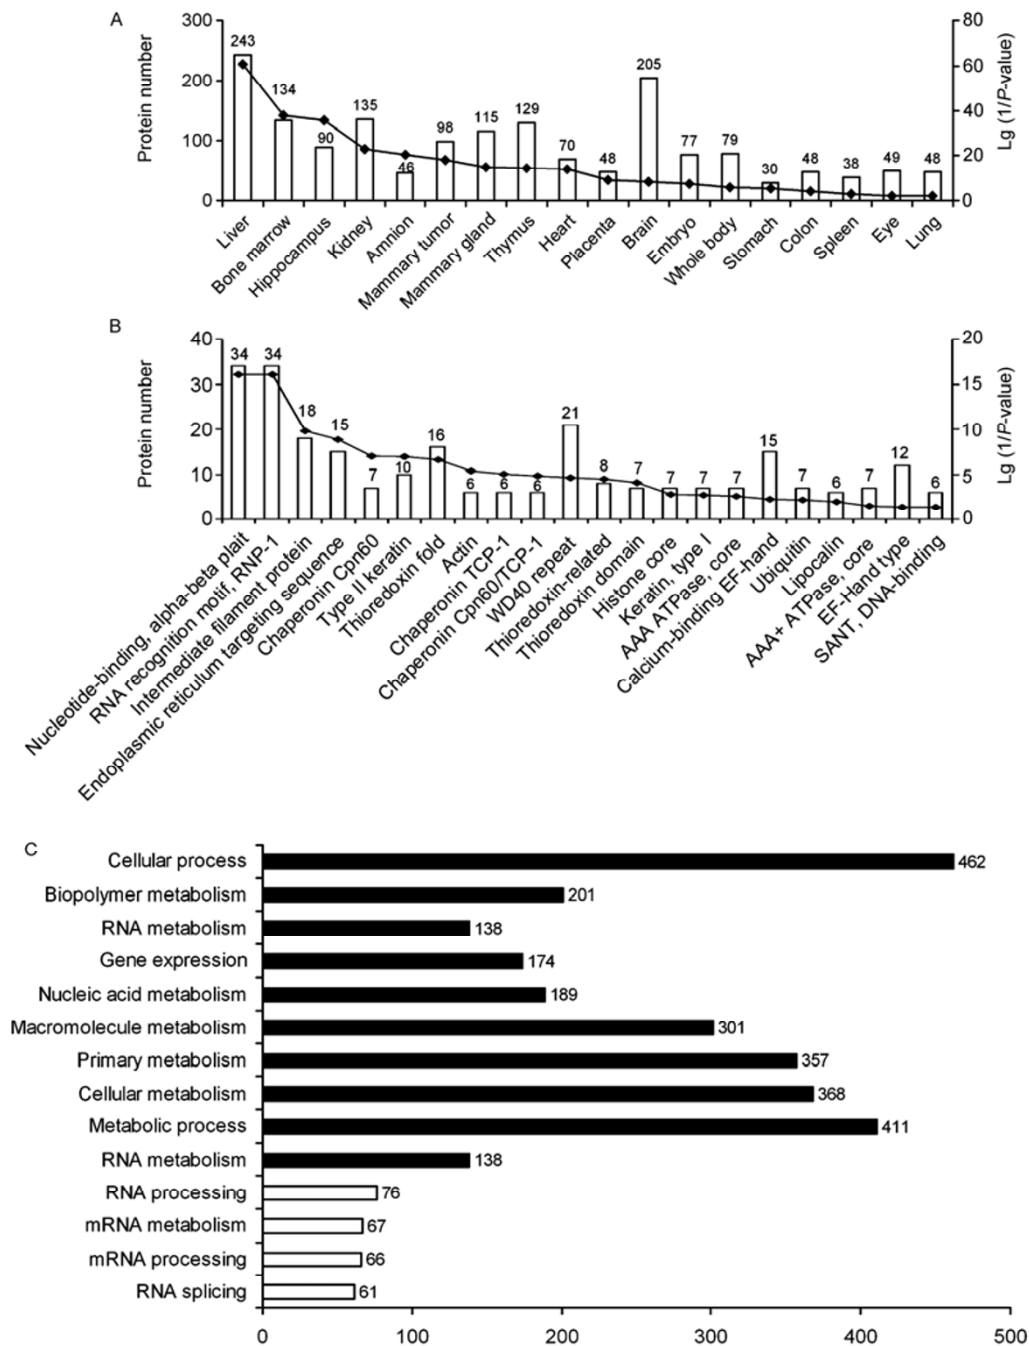 A
Protein number
Lg (1/P-value)
300
200
100
0
80
60
40
20
0
243
134
90
135
46
98
115
129
70
48
205
77
79
30
48
38
49
48
Liver
Bone marrow
Hippocampus
Kidney
Amnion
Mammary tumor
Mammary gland
Thymus
Heart
Placenta
Brain
Embryo
Whole body
Stomach
Colon
Spleen
Eye
Lung
B
Protein number
Lg (1/P-value)
40
30
20
10
0
20
15
10
5
0
34
34
18
15
7
10
16
6
6
6
21
8
7
7
7
7
15
7
6
7
12
6
Nucleotide-binding, alpha-beta plait
RNA recognition motif, RNP-1
Intermediate filament protein
Endoplasmic reticulum targeting sequence
Chaperonin Cpn60
Type II keratin
Thioredoxin fold
Actin
Chaperonin TCP-1
Chaperonin Cpn60/TCP-1
WD40 repeat
Thioredoxin-related
Thioredoxin domain
Histone core
Keratin, type I
AAA ATPase, core
Calcium-binding EF-hand
Ubiquitin
Lipocalin
AAA+ ATPase, core
EF-Hand type
SANT, DNA-binding
C
Cellular process 462
Biopolymer metabolism 201
RNA metabolism 138
Gene expression 174
Nucleic acid metabolism 189
Macromolecule metabolism 301
Primary metabolism 357
Cellular metabolism 368
Metabolic process 411
RNA metabolism 138
RNA processing 76
mRNA metabolism 67
mRNA processing 66
RNA splicing 61
0 100 200 300 400 500